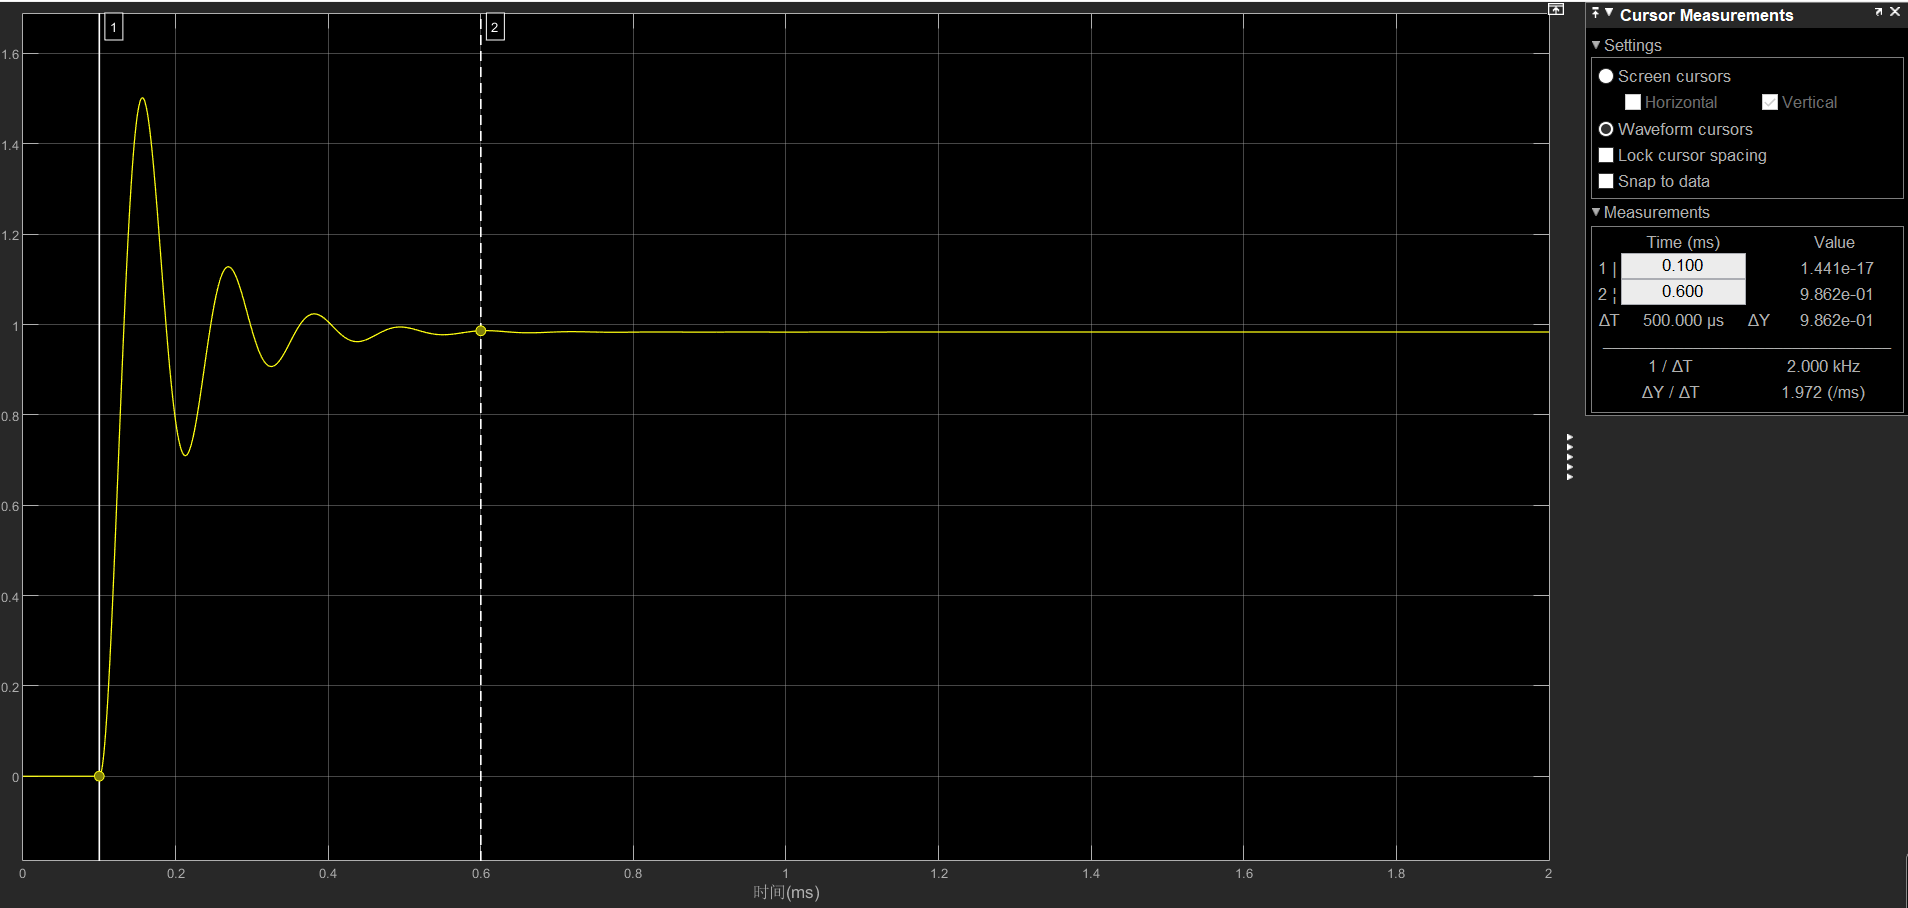 1
2
1.6
1.4
1.2
1
0.8
0.6
0.4
0.2
0
0 0.2 0.4 0.6 0.8 1 1.2 1.4 1.6 1.8 2
时间(ms)
Cursor Measurements
Settings
Screen cursors
Horizontal Vertical
Waveform cursors
Lock cursor spacing
Snap to data
Measurements
Time (ms) Value
1 | 0.100 1.441e-17
2 ¦ 0.600 9.862e-01
ΔT 500.000 µs ΔY 9.862e-01
1 / ΔT 2.000 kHz
ΔY / ΔT 1.972 (/ms)